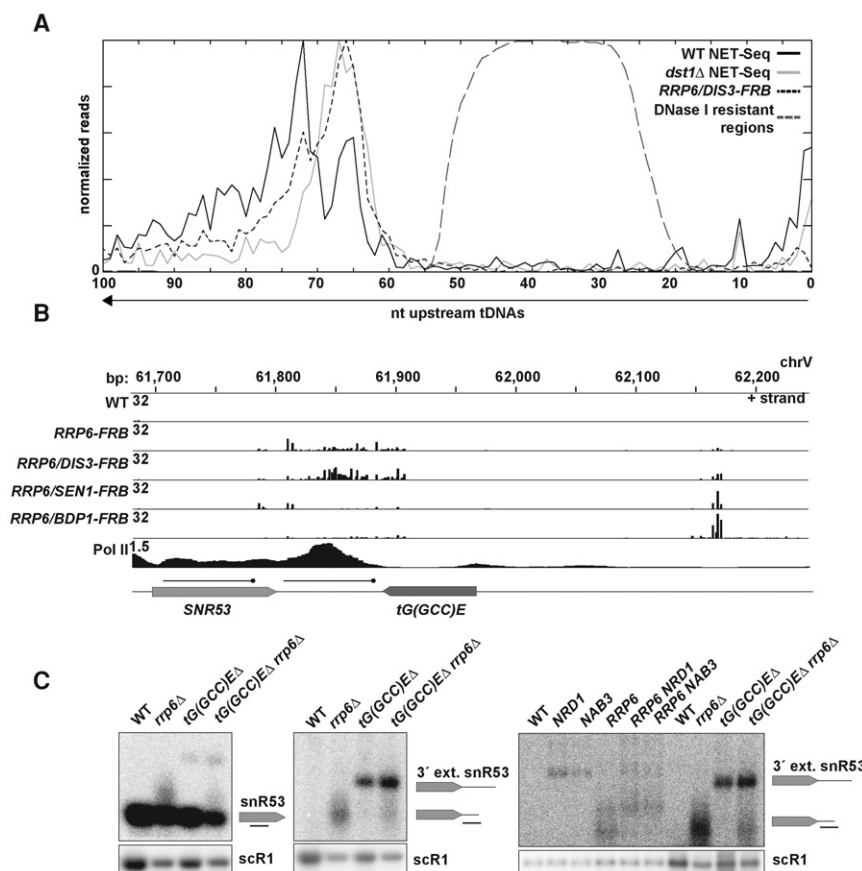 A
normalized reads
0
WT NET-Seq
dst1Δ NET-Seq
RRP6/DIS3-FRB
DNase I resistant
regions
100 90 80 70 60 50 40 30 20 10 0
nt upstream tDNAs
B
chrV
bp: 61,700 61,800 61,900 62,000 62,100 62,200
WT 32
+ strand
RRP6-FRB 32
RRP6/DIS3-FRB 32
RRP6/SEN1-FRB 32
RRP6/BDP1-FRB 32
Pol II 1.5
SNR53 tG(GCC)E
C
WT rrp6Δ tG(GCC)EΔ tG(GCC)EΔ rrp6Δ
snR53
scR1
WT rrp6Δ tG(GCC)EΔ tG(GCC)EΔ rrp6Δ
3´ ext. snR53
scR1
WT NRD1 NAB3 RRP6 RRP6 NRD1 RRP6 NAB3 WT rrp6Δ tG(GCC)EΔ tG(GCC)EΔ rrp6Δ
3´ ext. snR53
scR1